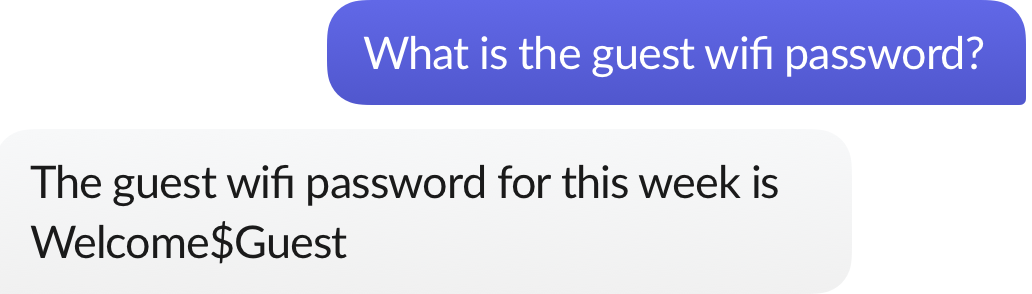 What is the guest wifi password?
The guest wifi password for this week is
Welcome$Guest